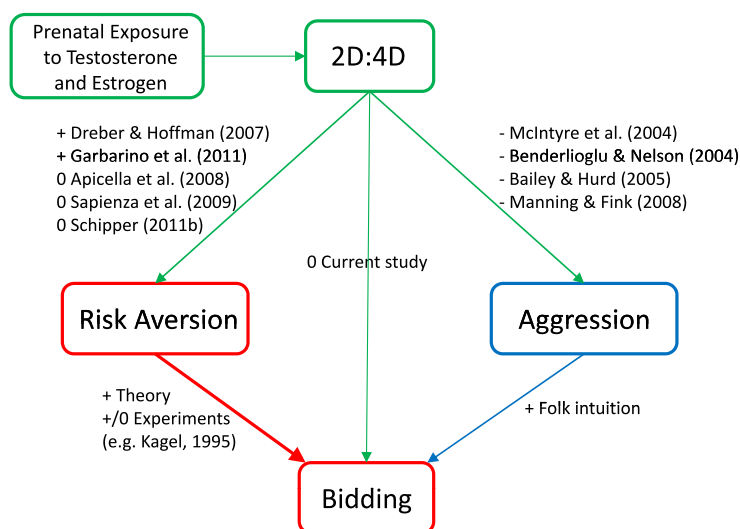 Prenatal Exposure
to Testosterone
and Estrogen
2D:4D
+ Dreber & Hoffman (2007)
+ Garbarino et al. (2011)
0 Apicella et al. (2008)
0 Sapienza et al. (2009)
0 Schipper (2011b)
- McIntyre et al. (2004)
- Benderlioglu & Nelson (2004)
- Bailey & Hurd (2005)
- Manning & Fink (2008)
0 Current study
Risk Aversion
Aggression
+ Theory
+/0 Experiments
(e.g. Kagel, 1995)
+ Folk intuition
Bidding